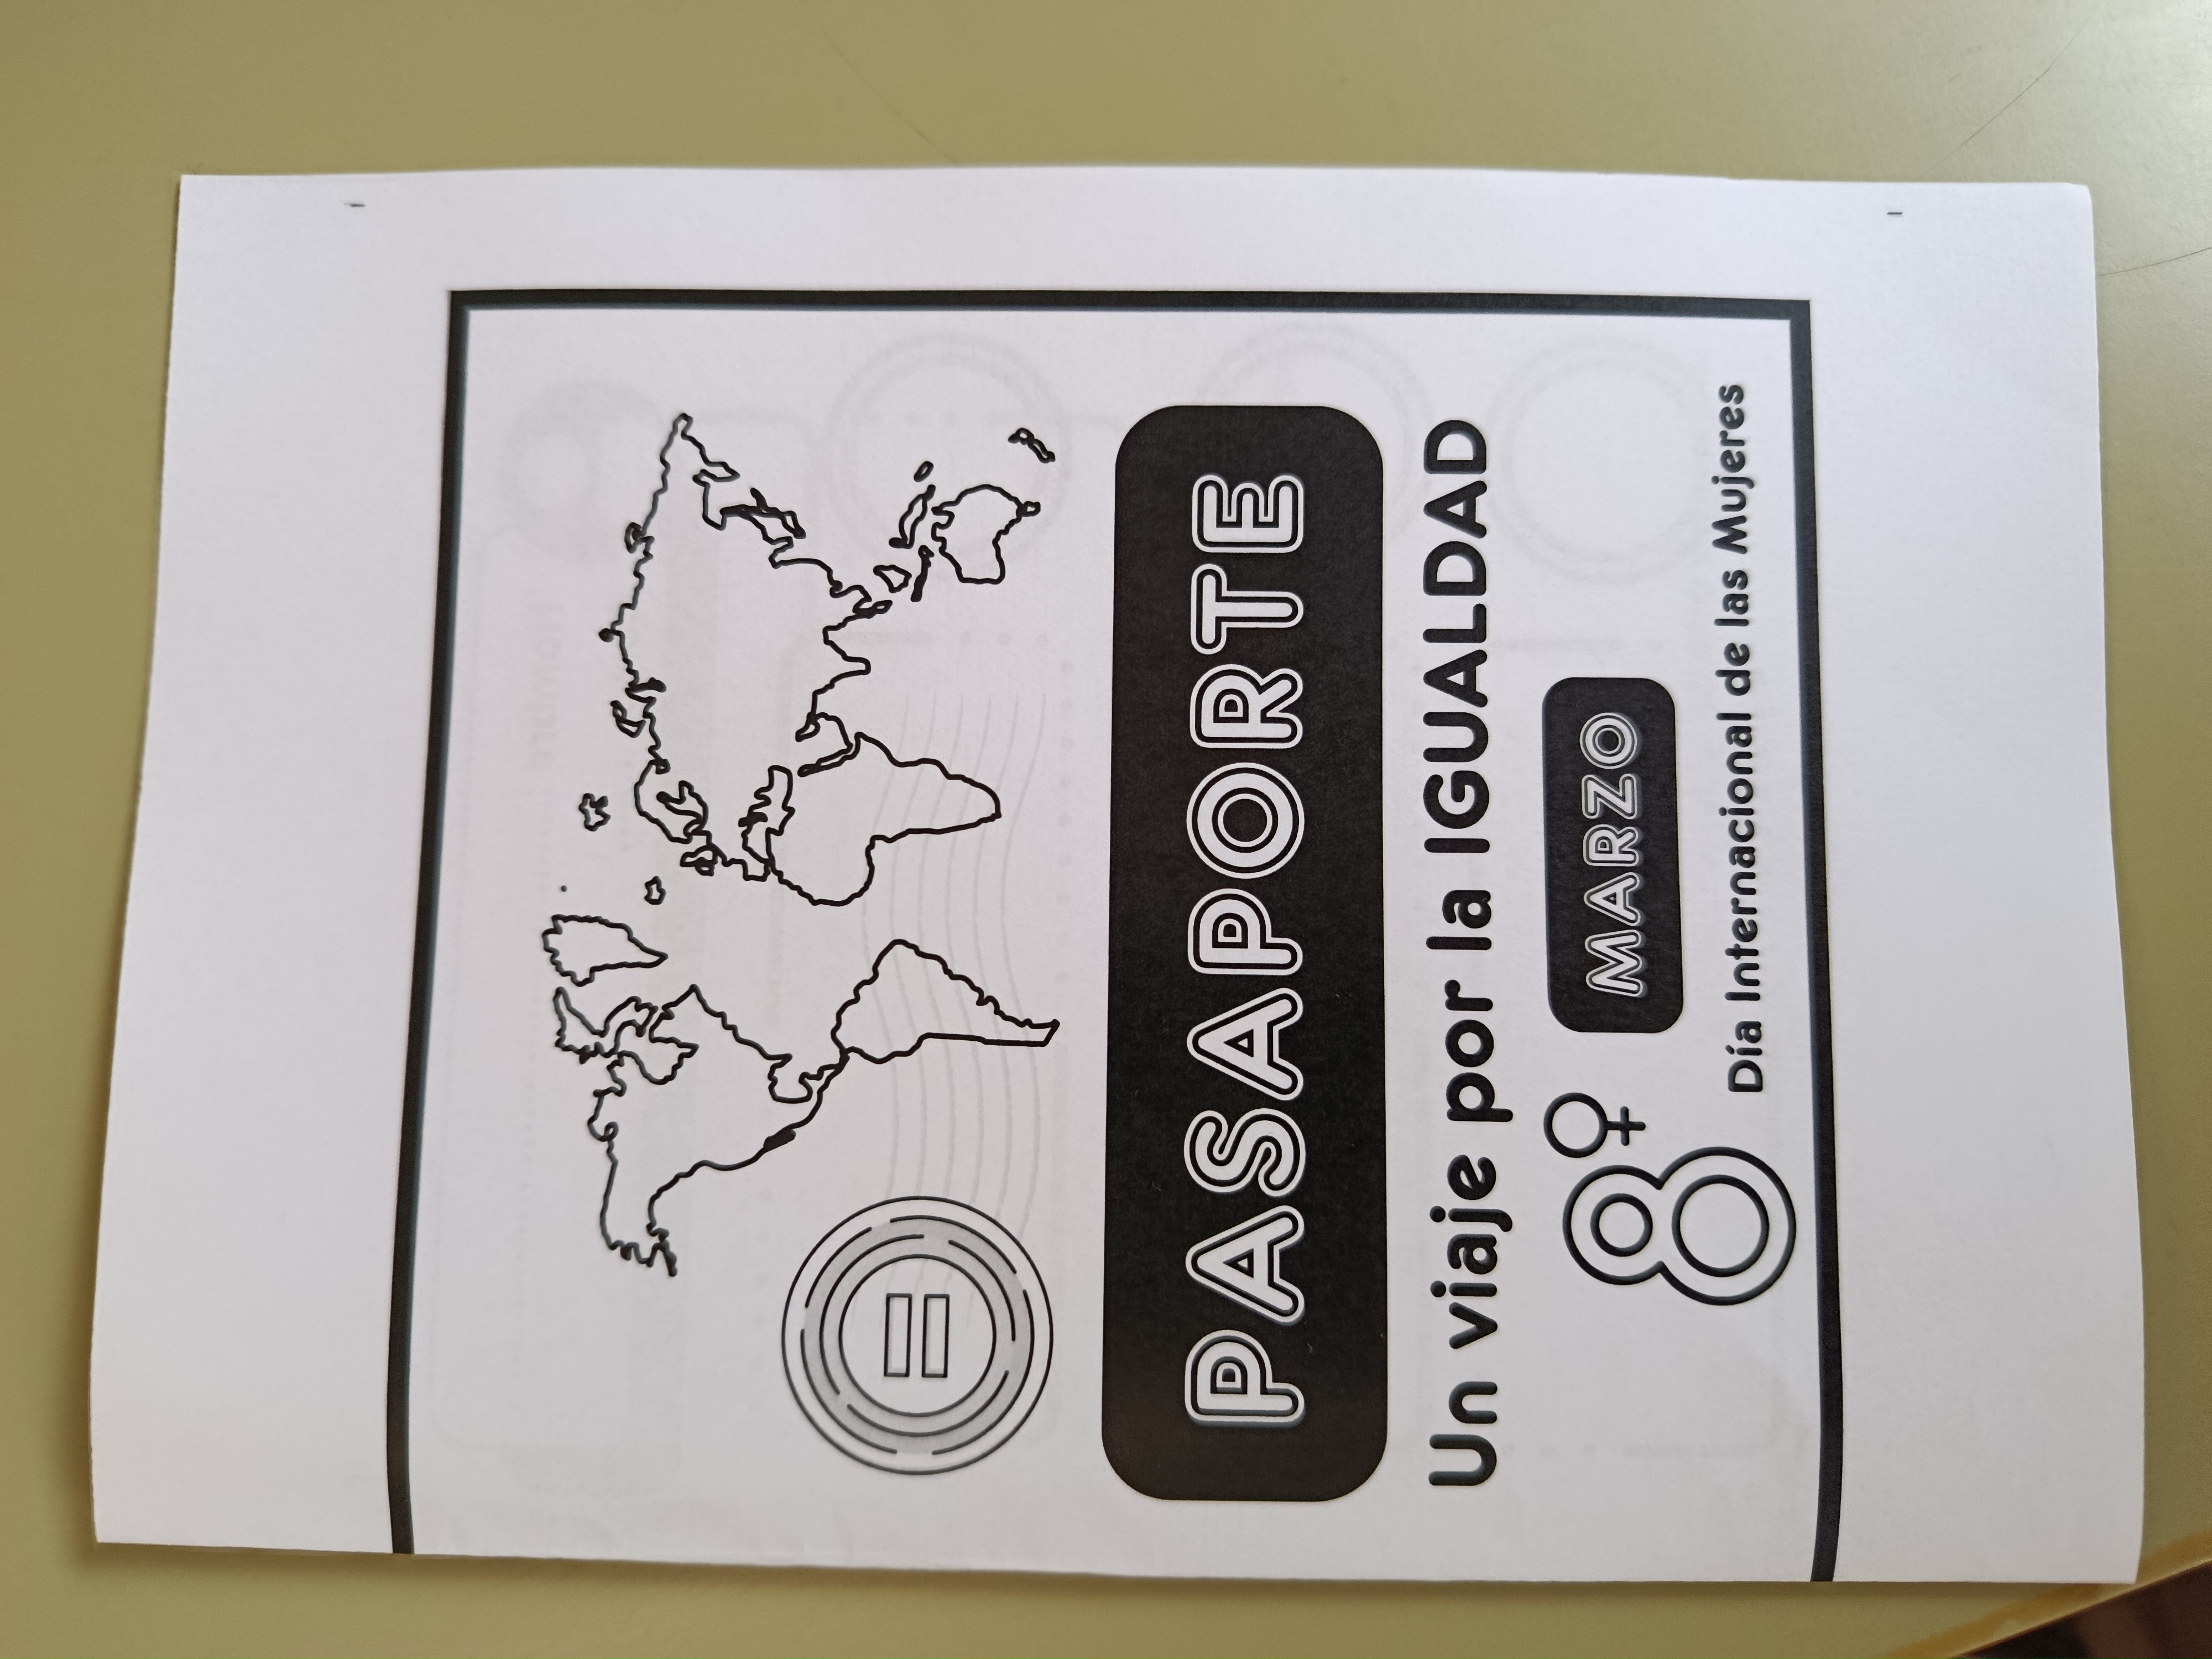 PASAPORTE
Un viaje por la IGUALDAD
8 MARZO
Día Internacional de las Mujeres